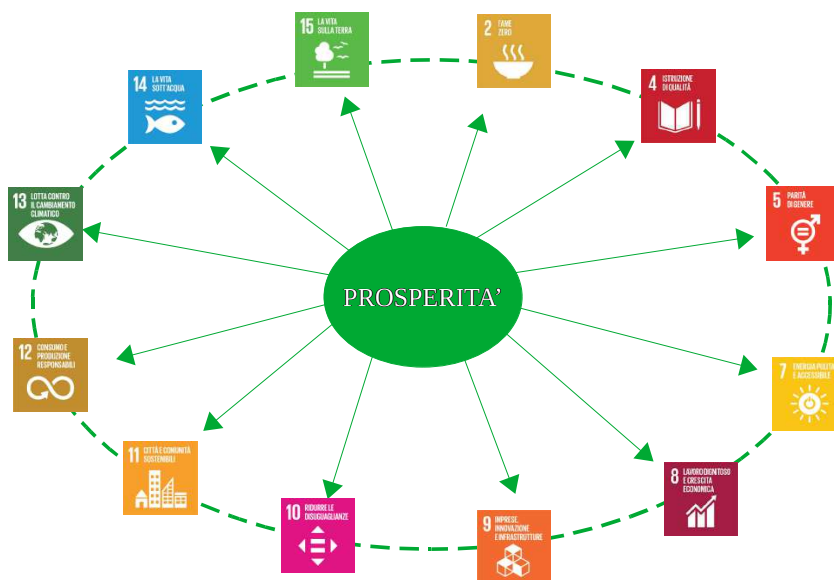 15 LA VITA
SULLA TERRA
2 FAME
ZERO
14 LA VITA
SOTT'ACQUA
4 ISTRUZIONE
DI QUALITÀ
13 LOTTA CONTRO
IL CAMBIAMENTO
CLIMATICO
5 PARITÀ
DI GENERE
PROSPERITA’
12 CONSUMO E
PRODUZIONE
RESPONSABILI
7 ENERGIA PULITA
E ACCESSIBILE
11 CITTÀ E COMUNITÀ
SOSTENIBILI
8 LAVORO DIGNITOSO
E CRESCITA
ECONOMICA
10 RIDURRE LE
DISUGUAGLIANZE
9 IMPRESE,
INNOVAZIONE
E INFRASTRUTTURE